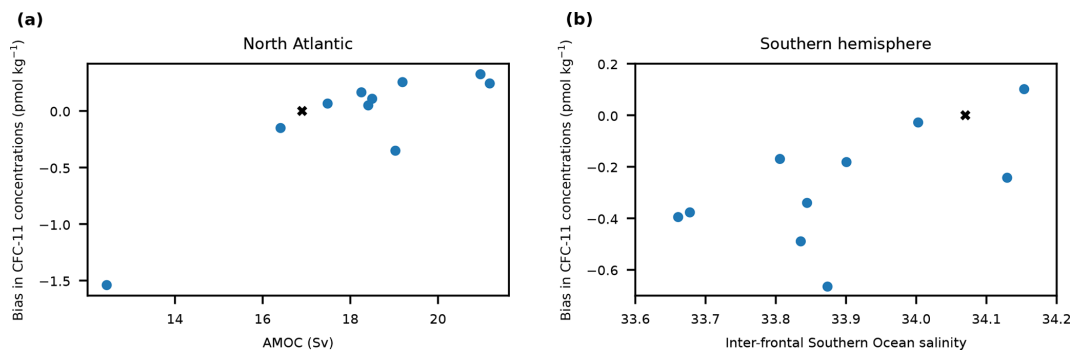 (a)
North Atlantic
Bias in CFC-11 concentrations (pmol kg⁻¹)
0.0
−0.5
−1.0
−1.5
14 16 18 20
AMOC (Sv)
(b)
Southern hemisphere
Bias in CFC-11 concentrations (pmol kg⁻¹)
0.2
0.0
−0.2
−0.4
−0.6
33.6 33.7 33.8 33.9 34.0 34.1 34.2
Inter-frontal Southern Ocean salinity